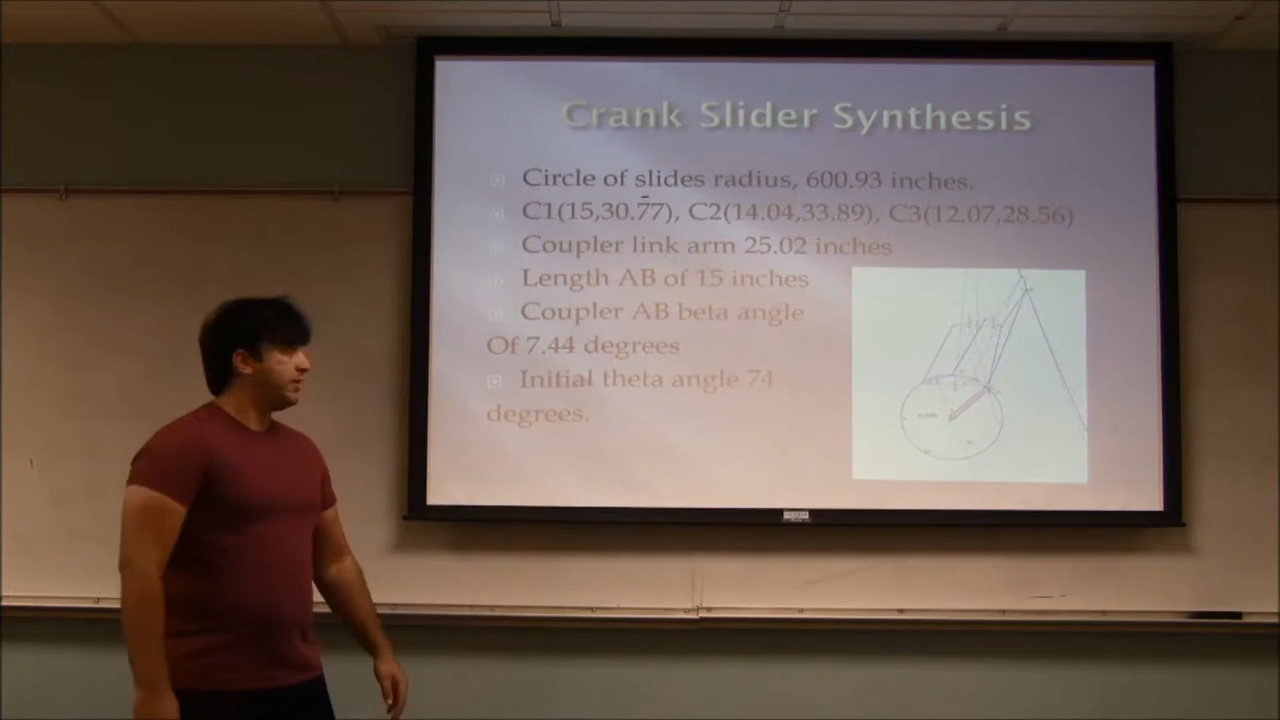 Crank Slider Synthesis
Circle of slides radius, 600.93 inches.
C1(15,30.77), C2(14.04,33.89), C3(12.07,28.56)
Coupler link arm 25.02 inches
Length AB of 15 inches
Coupler AB beta angle
Of 7.44 degrees
Initial theta angle 74
degrees.